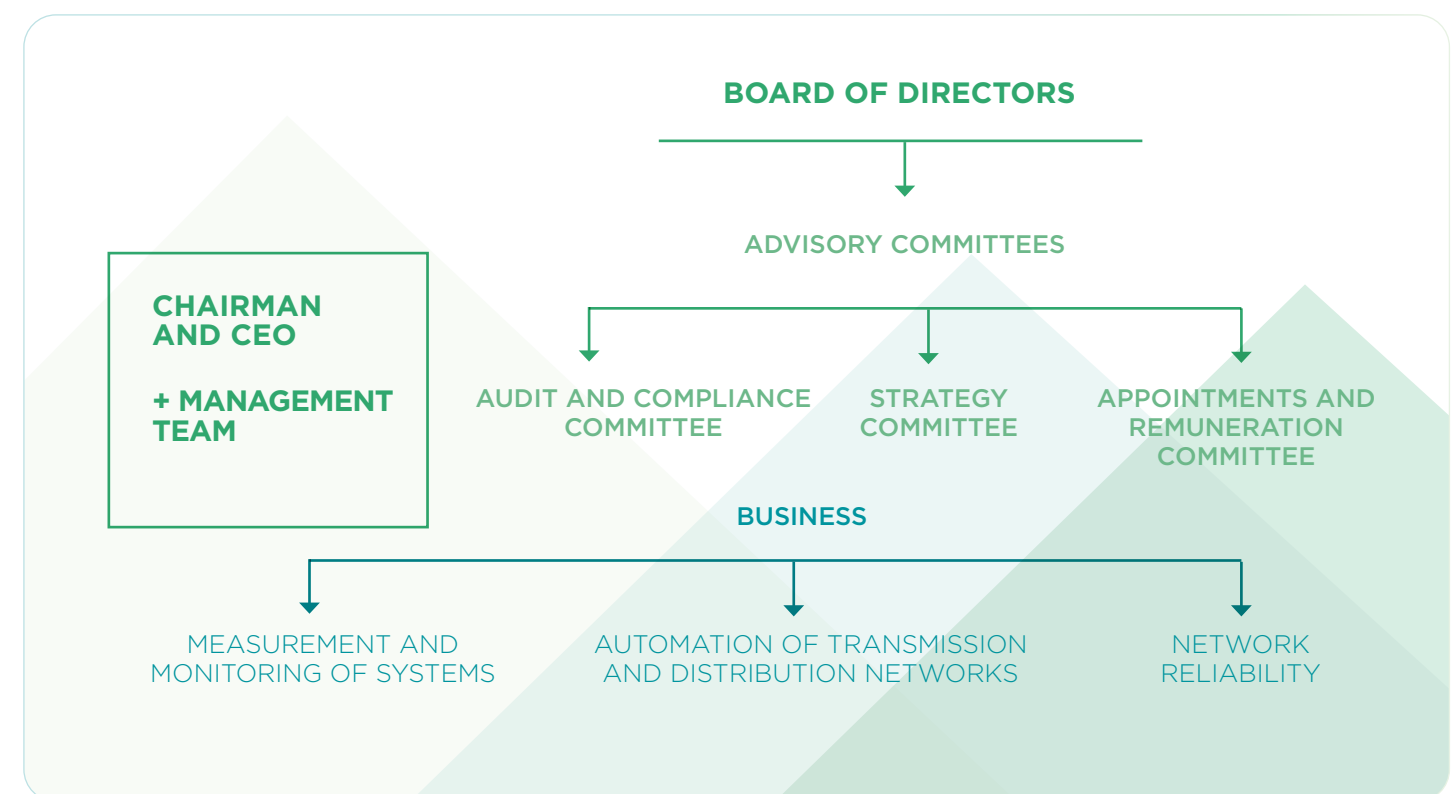 BOARD OF DIRECTORS
ADVISORY COMMITTEES
CHAIRMAN
AND CEO
+ MANAGEMENT
TEAM
AUDIT AND COMPLIANCE
COMMITTEE
STRATEGY
COMMITTEE
APPOINTMENTS AND
REMUNERATION
COMMITTEE
BUSINESS
MEASUREMENT AND
MONITORING OF SYSTEMS
AUTOMATION OF TRANSMISSION
AND DISTRIBUTION NETWORKS
NETWORK
RELIABILITY